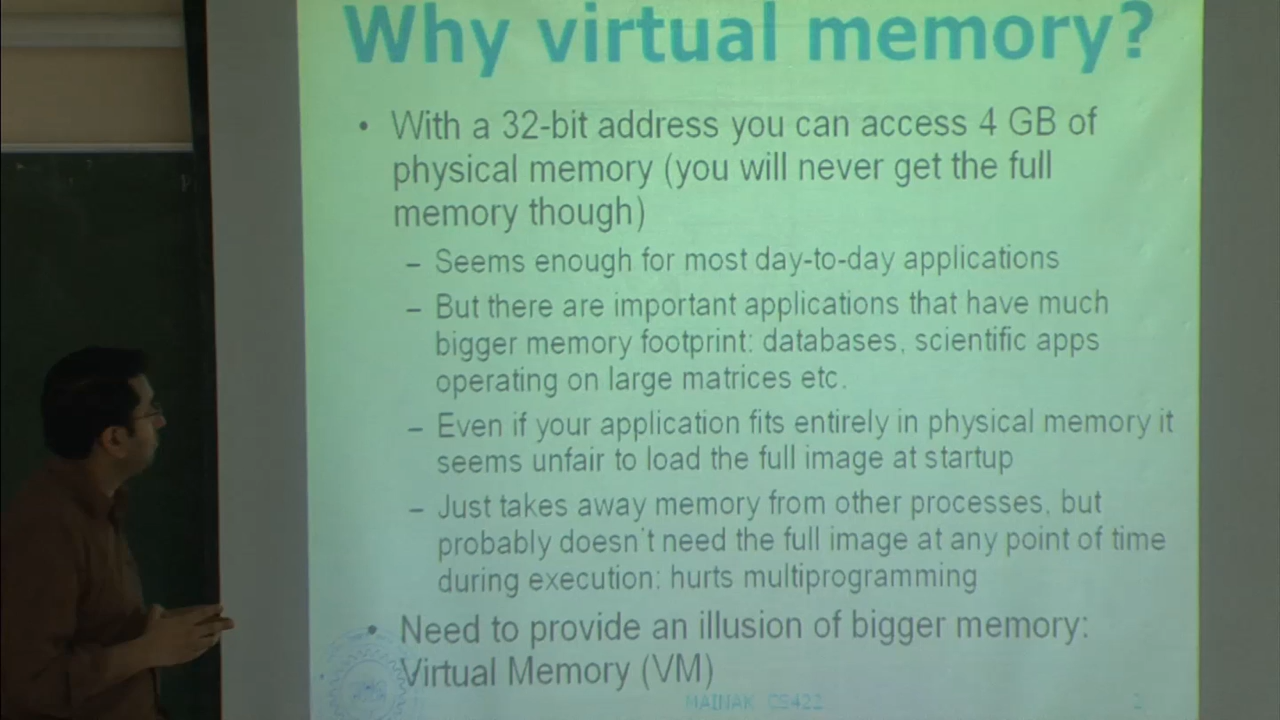 Why virtual memory?
• With a 32-bit address you can access 4 GB of
physical memory (you will never get the full
memory though)
– Seems enough for most day-to-day applications
– But there are important applications that have much
bigger memory footprint: databases, scientific apps
operating on large matrices etc.
– Even if your application fits entirely in physical memory it
seems unfair to load the full image at startup
– Just takes away memory from other processes, but
probably doesn't need the full image at any point of time
during execution: hurts multiprogramming
• Need to provide an illusion of bigger memory:
Virtual Memory (VM)
MAINAK CS422 2